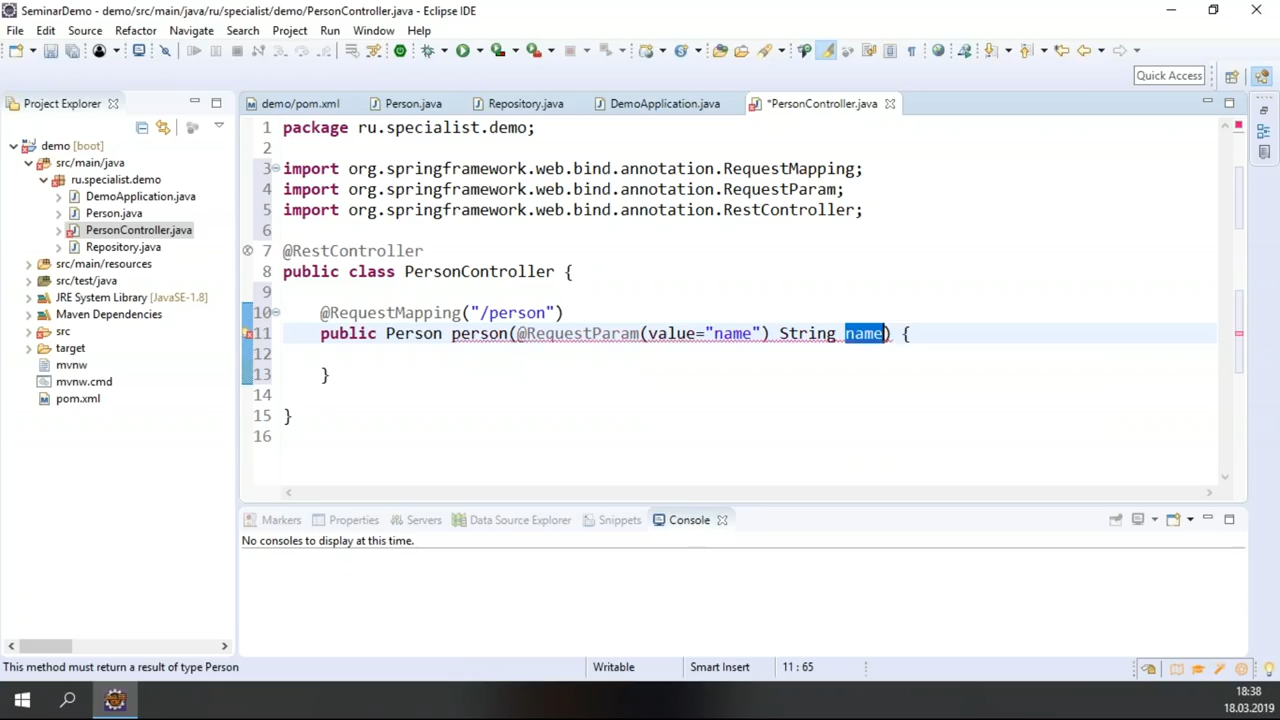 SeminarDemo - demo/src/main/java/ru/specialist/demo/PersonController.java - Eclipse IDE
File Edit Source Refactor Navigate Search Project Run Window Help
Quick Access
Project Explorer
demo/pom.xml Person.java Repository.java DemoApplication.java *PersonController.java
demo [boot]
src/main/java
ru.specialist.demo
DemoApplication.java
Person.java
PersonController.java
Repository.java
src/main/resources
src/test/java
JRE System Library [JavaSE-1.8]
Maven Dependencies
src
target
mvnw
mvnw.cmd
pom.xml
1 package ru.specialist.demo;
2
3 import org.springframework.web.bind.annotation.RequestMapping;
4 import org.springframework.web.bind.annotation.RequestParam;
5 import org.springframework.web.bind.annotation.RestController;
6
7 @RestController
8 public class PersonController {
9
10 @RequestMapping("/person")
11 public Person person(@RequestParam(value="name") String name) {
12
13 }
14
15 }
16
Markers Properties Servers Data Source Explorer Snippets Console
No consoles to display at this time.
This method must return a result of type Person Writable Smart Insert 11 : 65
18:38
18.03.2019